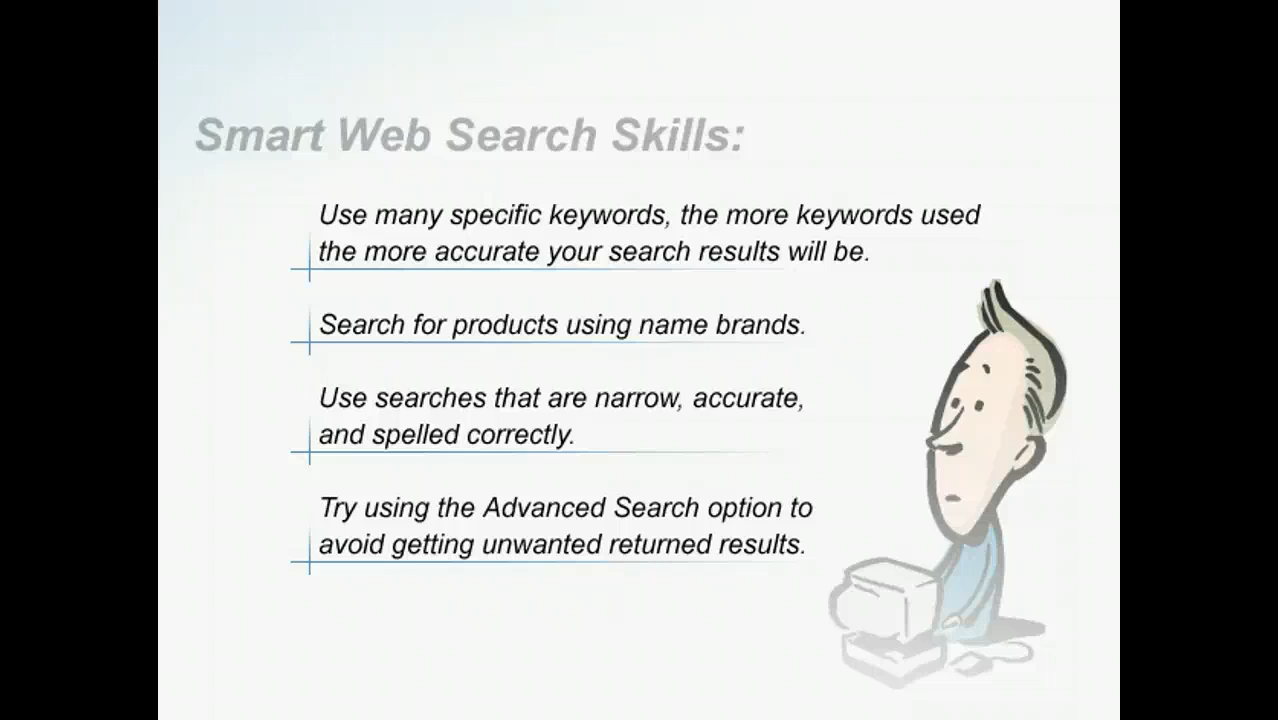 Smart Web Search Skills:
Use many specific keywords, the more keywords used
the more accurate your search results will be.
Search for products using name brands.
Use searches that are narrow, accurate,
and spelled correctly.
Try using the Advanced Search option to
avoid getting unwanted returned results.